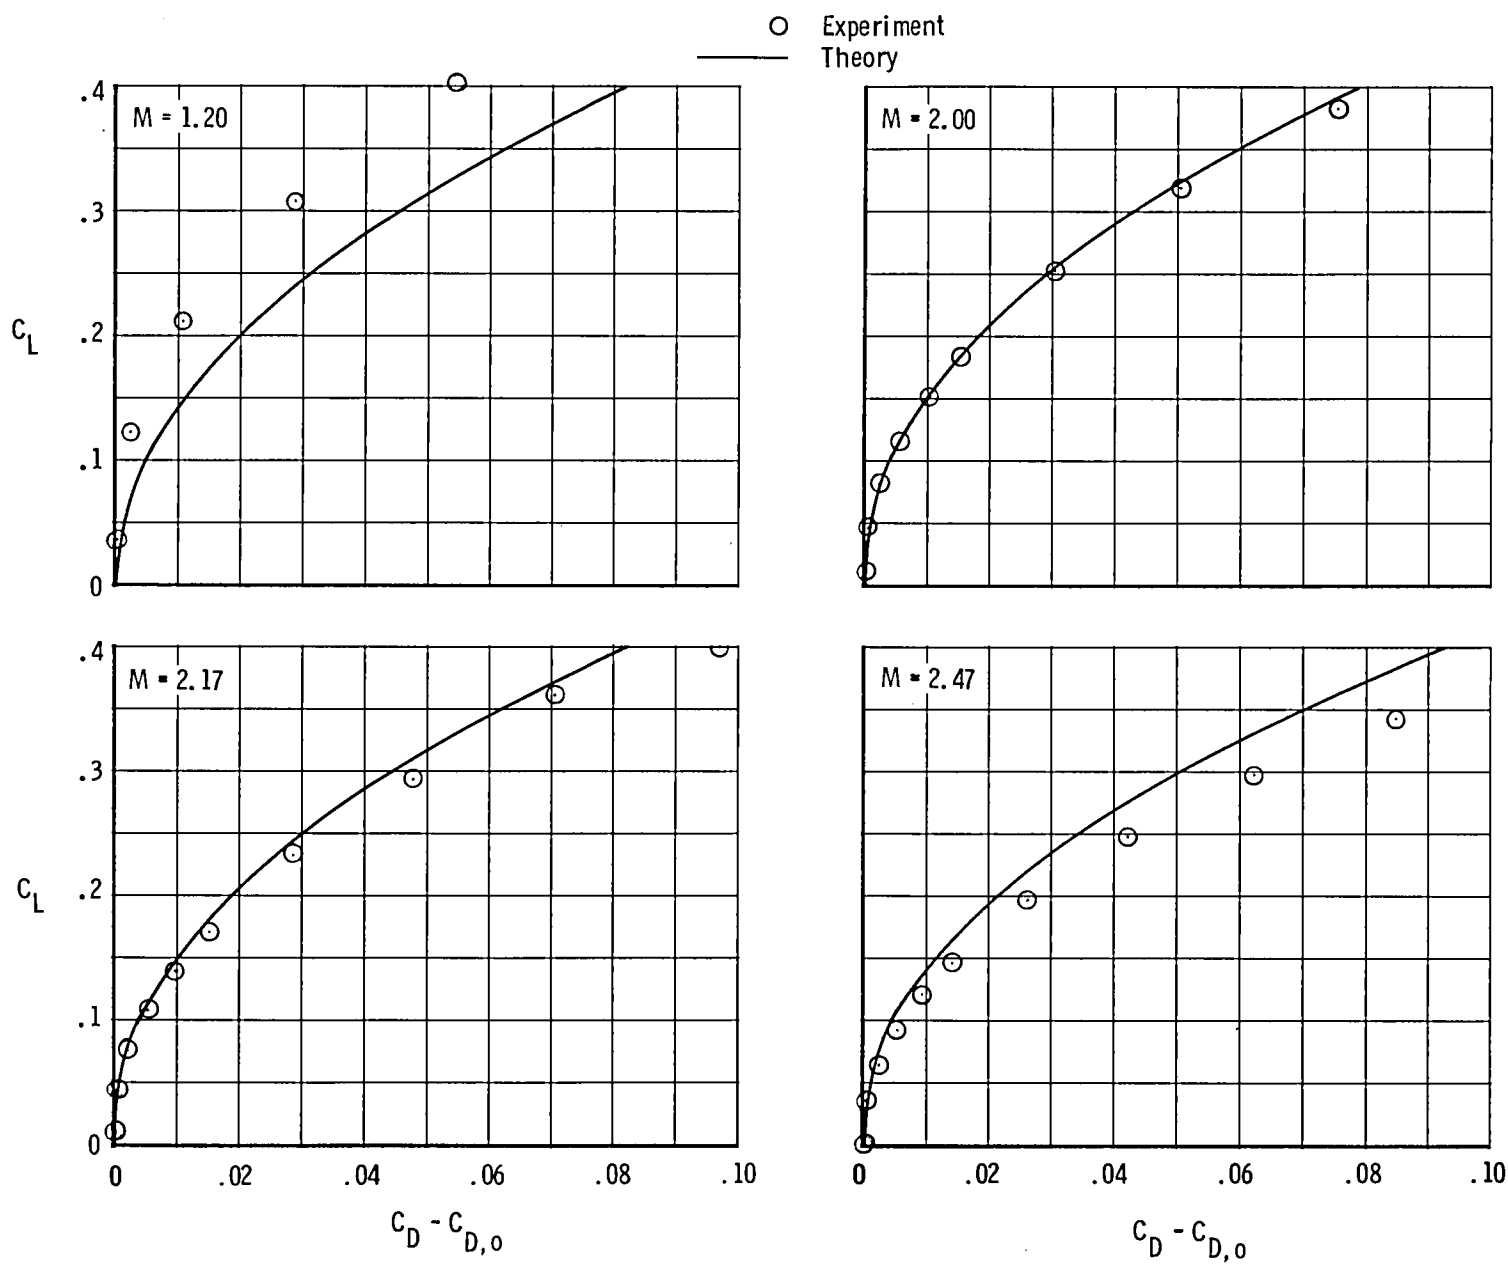 Experiment
Theory
M = 1.20
.4
.3
.2
.1
0
C_L
M = 2.00
M = 2.17
.4
.3
.2
.1
0
C_L
0 .02 .04 .06 .08 .10
C_D - C_D,o
M = 2.47
0 .02 .04 .06 .08 .10
C_D - C_D,o